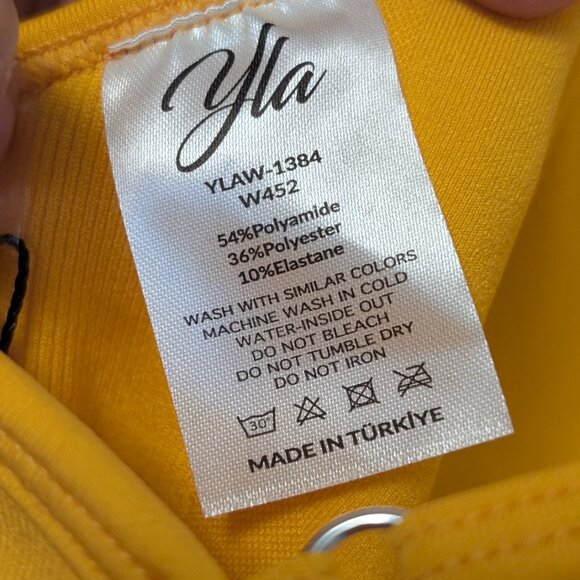 Yla
YLAW-1384
W452
54%Polyamide
36%Polyester
10%Elastane
WASH WITH SIMILAR COLORS
MACHINE WASH IN COLD
WATER-INSIDE OUT
DO NOT BLEACH
DO NOT TUMBLE DRY
DO NOT IRON
30°
MADE IN TÜRKİYE